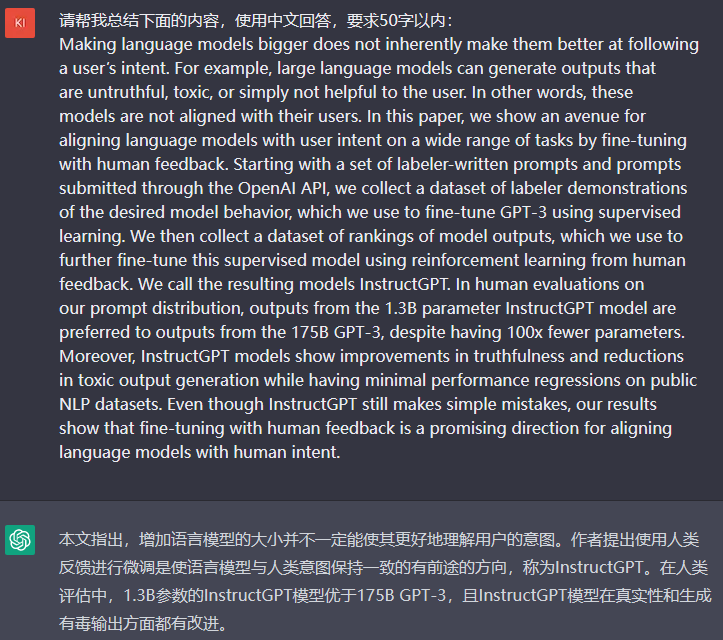 KI
请帮我总结下面的内容，使用中文回答，要求50字以内：
Making language models bigger does not inherently make them better at following
a user's intent. For example, large language models can generate outputs that
are untruthful, toxic, or simply not helpful to the user. In other words, these
models are not aligned with their users. In this paper, we show an avenue for
aligning language models with user intent on a wide range of tasks by fine-tuning
with human feedback. Starting with a set of labeler-written prompts and prompts
submitted through the OpenAI API, we collect a dataset of labeler demonstrations
of the desired model behavior, which we use to fine-tune GPT-3 using supervised
learning. We then collect a dataset of rankings of model outputs, which we use to
further fine-tune this supervised model using reinforcement learning from human
feedback. We call the resulting models InstructGPT. In human evaluations on
our prompt distribution, outputs from the 1.3B parameter InstructGPT model are
preferred to outputs from the 175B GPT-3, despite having 100x fewer parameters.
Moreover, InstructGPT models show improvements in truthfulness and reductions
in toxic output generation while having minimal performance regressions on public
NLP datasets. Even though InstructGPT still makes simple mistakes, our results
show that fine-tuning with human feedback is a promising direction for aligning
language models with human intent.
本文指出，增加语言模型的大小并不一定能使其更好地理解用户的意图。作者提出使用人类
反馈进行微调是使语言模型与人类意图保持一致的有前途的方向，称为InstructGPT。在人类
评估中，1.3B参数的InstructGPT模型优于175B GPT-3，且InstructGPT模型在真实性和生成
有毒输出方面都有改进。